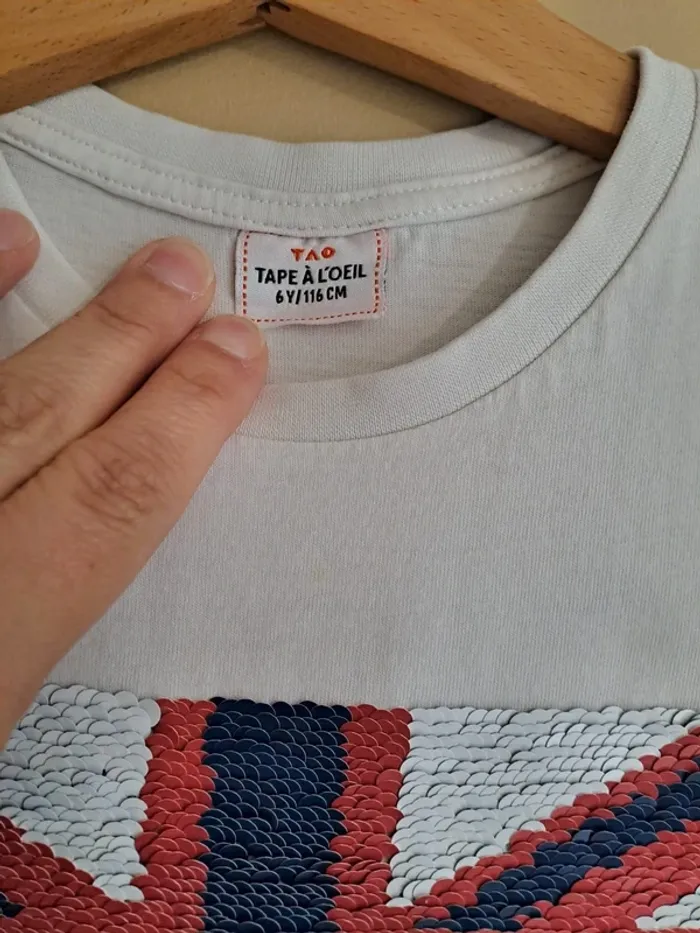 TAO
TAPE À L'OEIL
6Y/116 CM